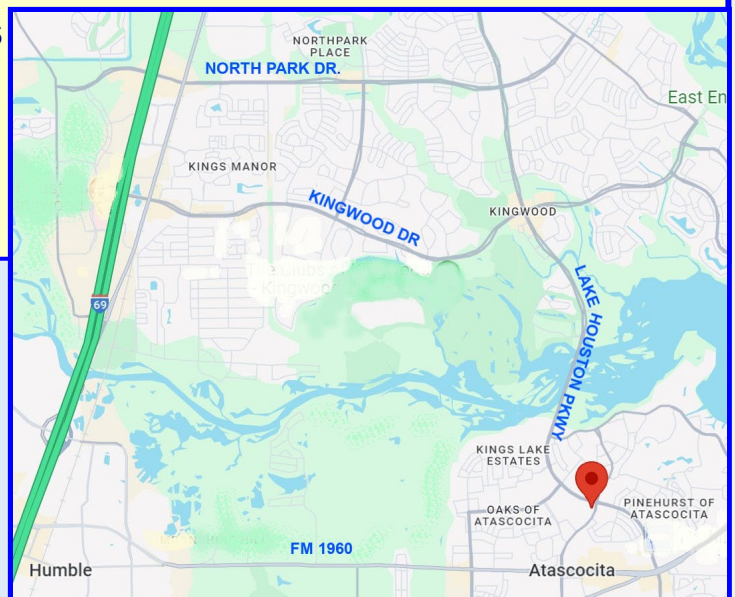 NORTHPARK
PLACE
NORTH PARK DR.
East En
KINGS MANOR
KINGWOOD DR
KINGWOOD
LAKE HOUSTON PKWY
69
KINGS LAKE
ESTATES
OAKS OF
ATASCOCITA
PINEHURST OF
ATASCOCITA
FM 1960
Humble
Atascocita